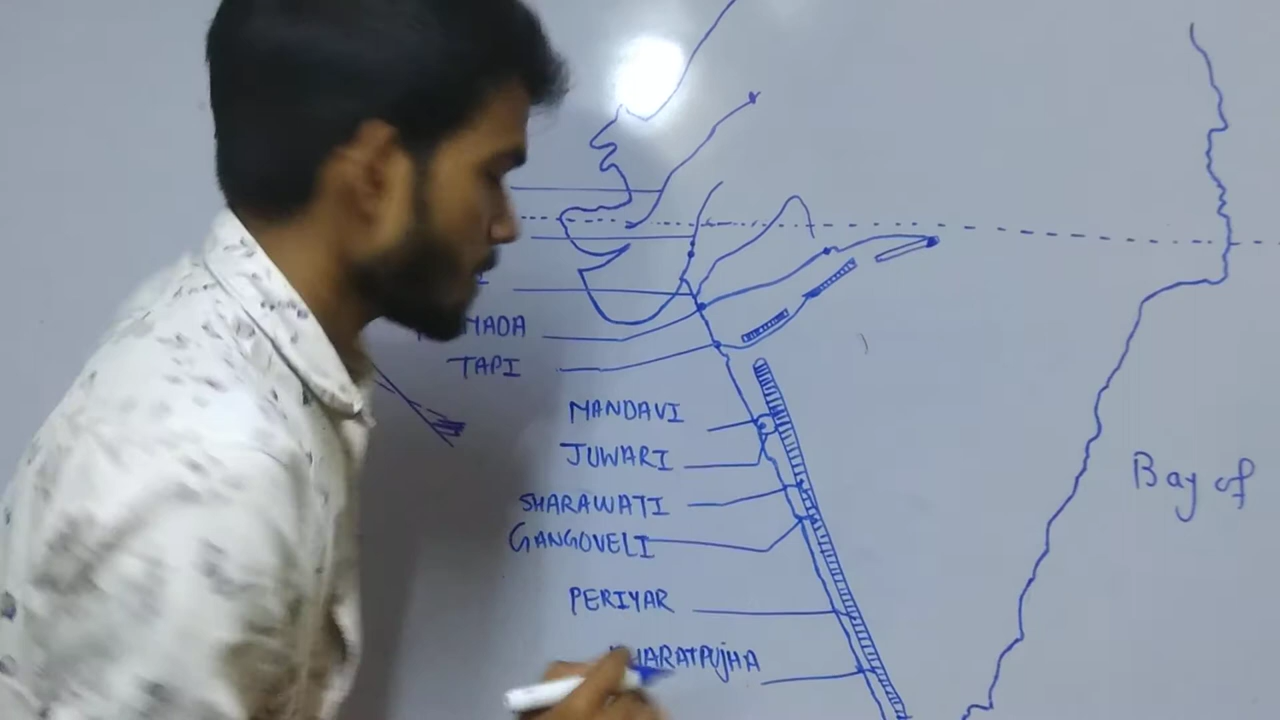 TAPI
MANDAVI
JUWARI
SHARAWATI
GANGOVELI
PERIYAR
Bay of